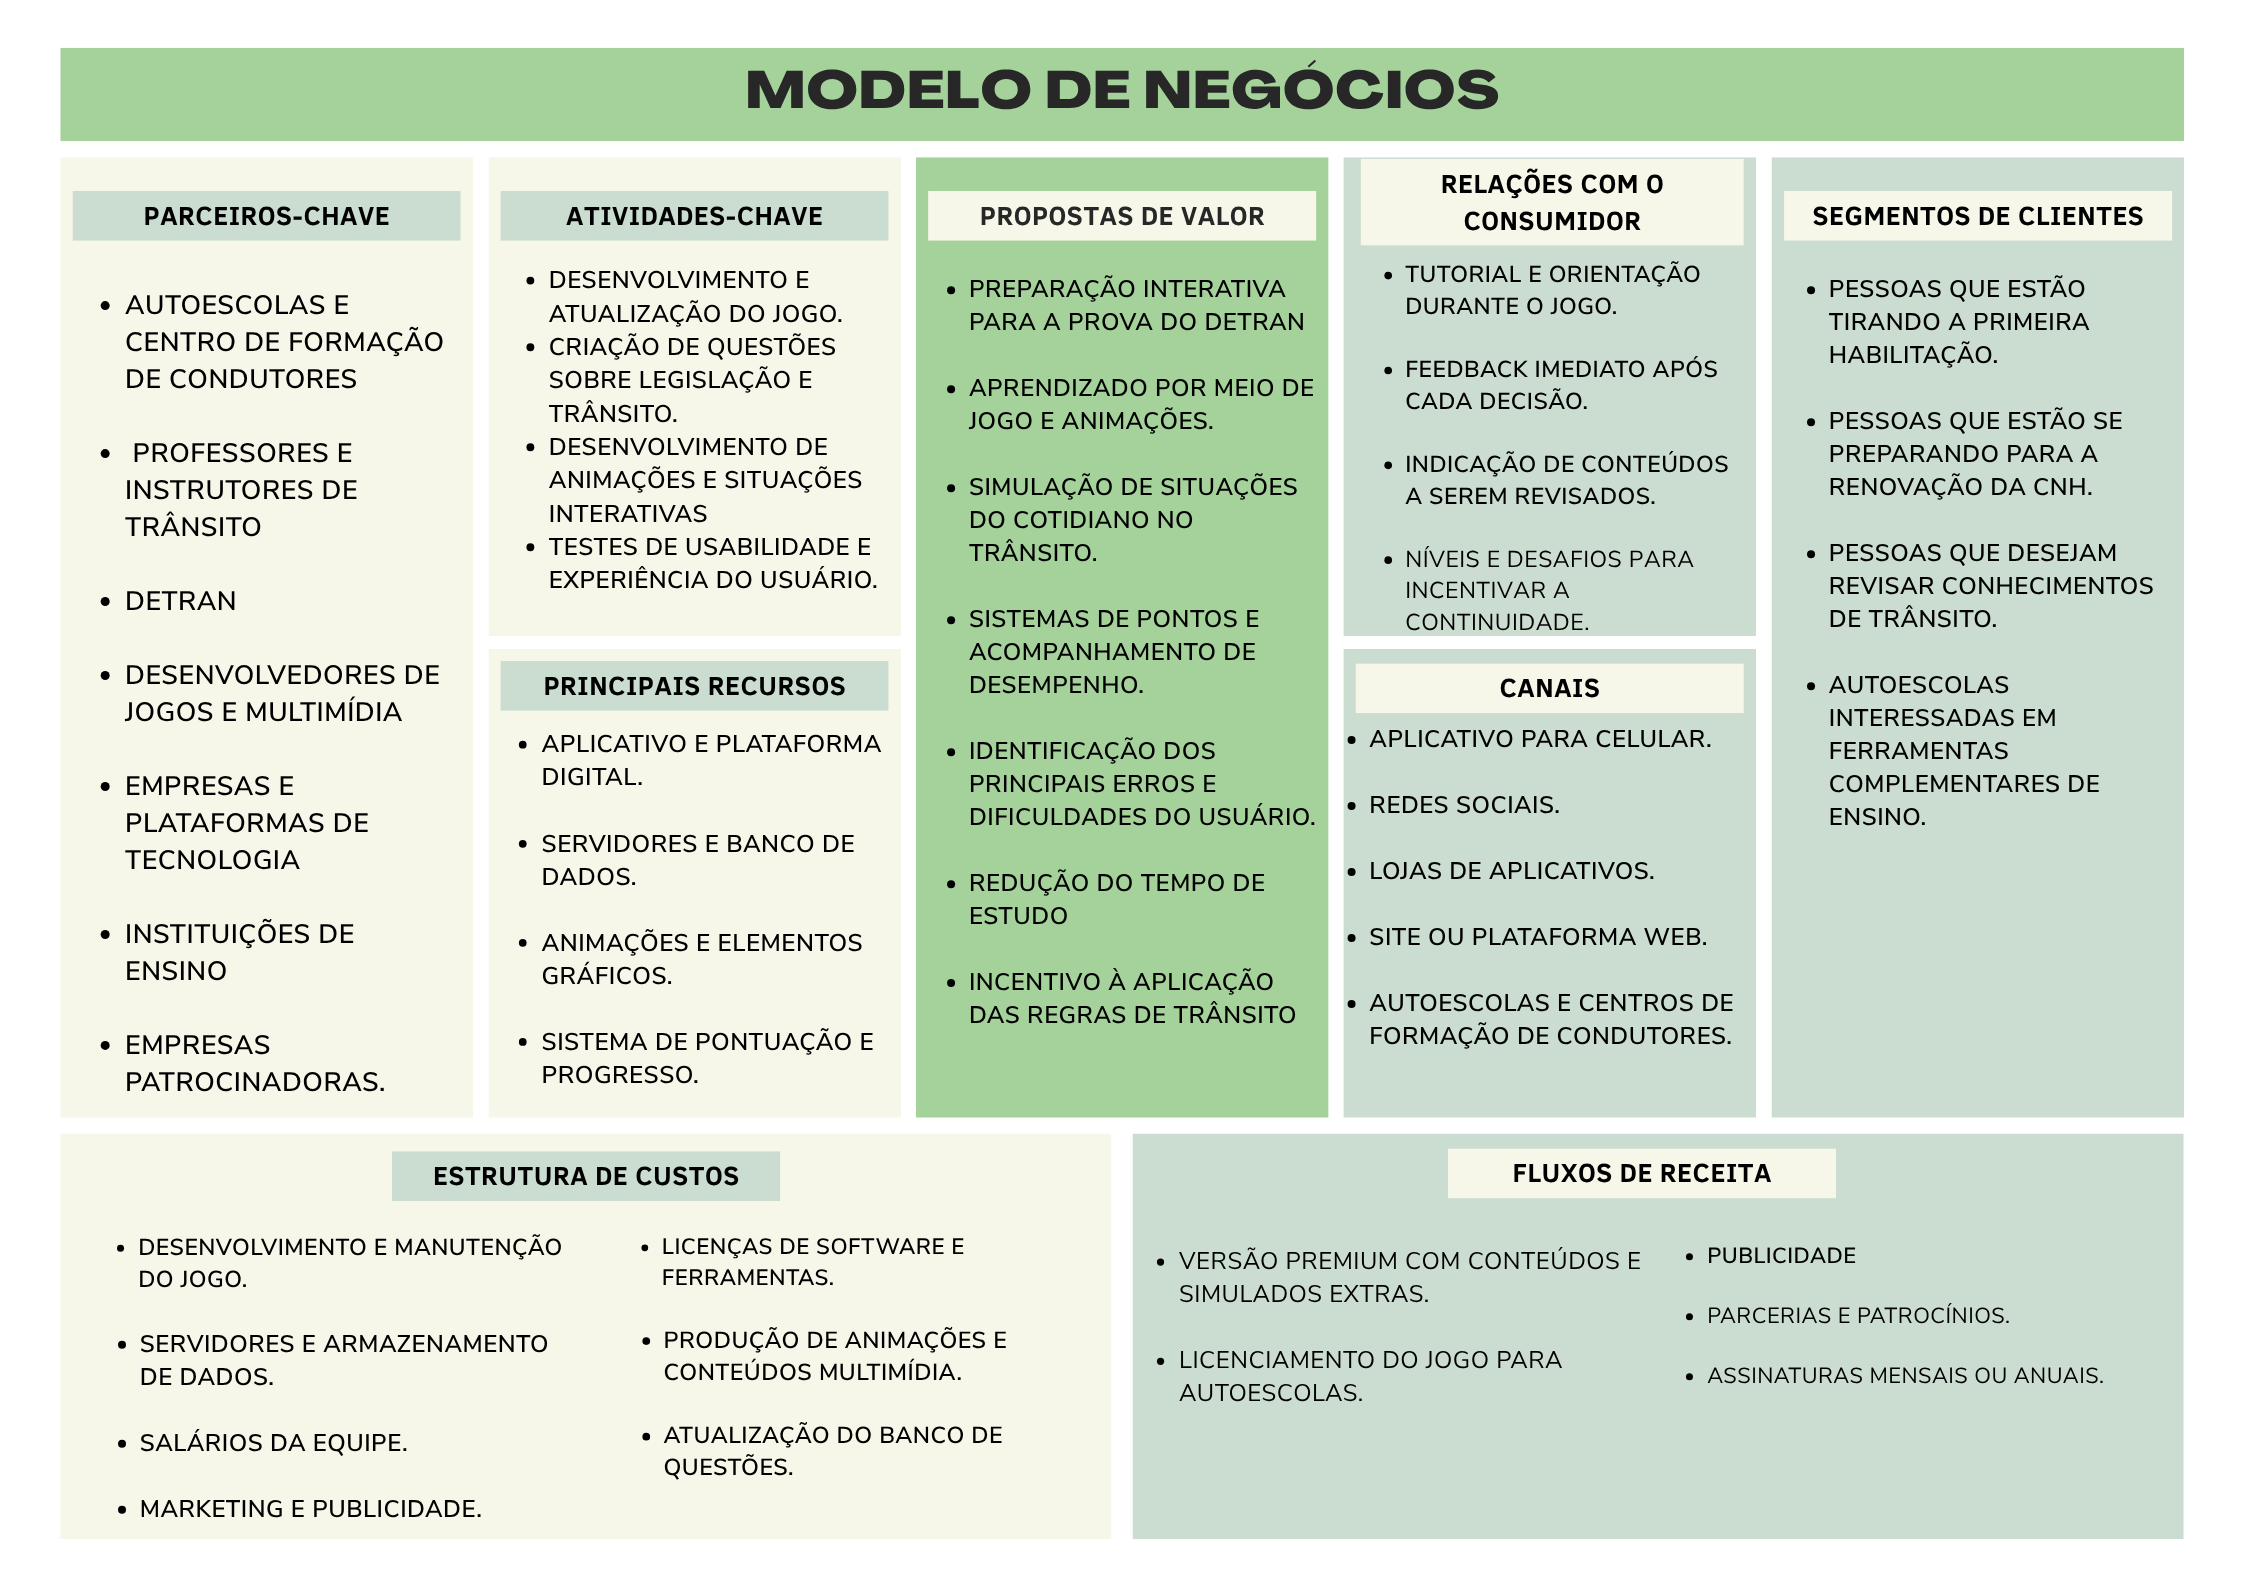 MODELO DE NEGÓCIOS
PARCEIROS-CHAVE
• AUTOESCOLAS E
CENTRO DE FORMAÇÃO
DE CONDUTORES
• PROFESSORES E
INSTRUTORES DE
TRÂNSITO
• DETRAN
• DESENVOLVEDORES DE
JOGOS E MULTIMÍDIA
• EMPRESAS E
PLATAFORMAS DE
TECNOLOGIA
• INSTITUIÇÕES DE
ENSINO
• EMPRESAS
PATROCINADORAS.
ATIVIDADES-CHAVE
• DESENVOLVIMENTO E
ATUALIZAÇÃO DO JOGO.
• CRIAÇÃO DE QUESTÕES
SOBRE LEGISLAÇÃO E
TRÂNSITO.
• DESENVOLVIMENTO DE
ANIMAÇÕES E SITUAÇÕES
INTERATIVAS
• TESTES DE USABILIDADE E
EXPERIÊNCIA DO USUÁRIO.
PRINCIPAIS RECURSOS
• APLICATIVO E PLATAFORMA
DIGITAL.
• SERVIDORES E BANCO DE
DADOS.
• ANIMAÇÕES E ELEMENTOS
GRÁFICOS.
• SISTEMA DE PONTUAÇÃO E
PROGRESSO.
PROPOSTAS DE VALOR
• PREPARAÇÃO INTERATIVA
PARA A PROVA DO DETRAN
• APRENDIZADO POR MEIO DE
JOGO E ANIMAÇÕES.
• SIMULAÇÃO DE SITUAÇÕES
DO COTIDIANO NO
TRÂNSITO.
• SISTEMAS DE PONTOS E
ACOMPANHAMENTO DE
DESEMPENHO.
• IDENTIFICAÇÃO DOS
PRINCIPAIS ERROS E
DIFICULDADES DO USUÁRIO.
• REDUÇÃO DO TEMPO DE
ESTUDO
• INCENTIVO À APLICAÇÃO
DAS REGRAS DE TRÂNSITO
RELAÇÕES COM O
CONSUMIDOR
• TUTORIAL E ORIENTAÇÃO
DURANTE O JOGO.
• FEEDBACK IMEDIATO APÓS
CADA DECISÃO.
• INDICAÇÃO DE CONTEÚDOS
A SEREM REVISADOS.
• NÍVEIS E DESAFIOS PARA
INCENTIVAR A
CONTINUIDADE.
CANAIS
• APLICATIVO PARA CELULAR.
• REDES SOCIAIS.
• LOJAS DE APLICATIVOS.
• SITE OU PLATAFORMA WEB.
• AUTOESCOLAS E CENTROS DE
FORMAÇÃO DE CONDUTORES.
SEGMENTOS DE CLIENTES
• PESSOAS QUE ESTÃO
TIRANDO A PRIMEIRA
HABILITAÇÃO.
• PESSOAS QUE ESTÃO SE
PREPARANDO PARA A
RENOVAÇÃO DA CNH.
• PESSOAS QUE DESEJAM
REVISAR CONHECIMENTOS
DE TRÂNSITO.
• AUTOESCOLAS
INTERESSADAS EM
FERRAMENTAS
COMPLEMENTARES DE
ENSINO.
ESTRUTURA DE CUSTOS
• DESENVOLVIMENTO E MANUTENÇÃO
DO JOGO.
• SERVIDORES E ARMAZENAMENTO
DE DADOS.
• SALÁRIOS DA EQUIPE.
• MARKETING E PUBLICIDADE.
• LICENÇAS DE SOFTWARE E
FERRAMENTAS.
• PRODUÇÃO DE ANIMAÇÕES E
CONTEÚDOS MULTIMÍDIA.
• ATUALIZAÇÃO DO BANCO DE
QUESTÕES.
FLUXOS DE RECEITA
• VERSÃO PREMIUM COM CONTEÚDOS E
SIMULADOS EXTRAS.
• LICENCIAMENTO DO JOGO PARA
AUTOESCOLAS.
• PUBLICIDADE
• PARCERIAS E PATROCÍNIOS.
• ASSINATURAS MENSAIS OU ANUAIS.